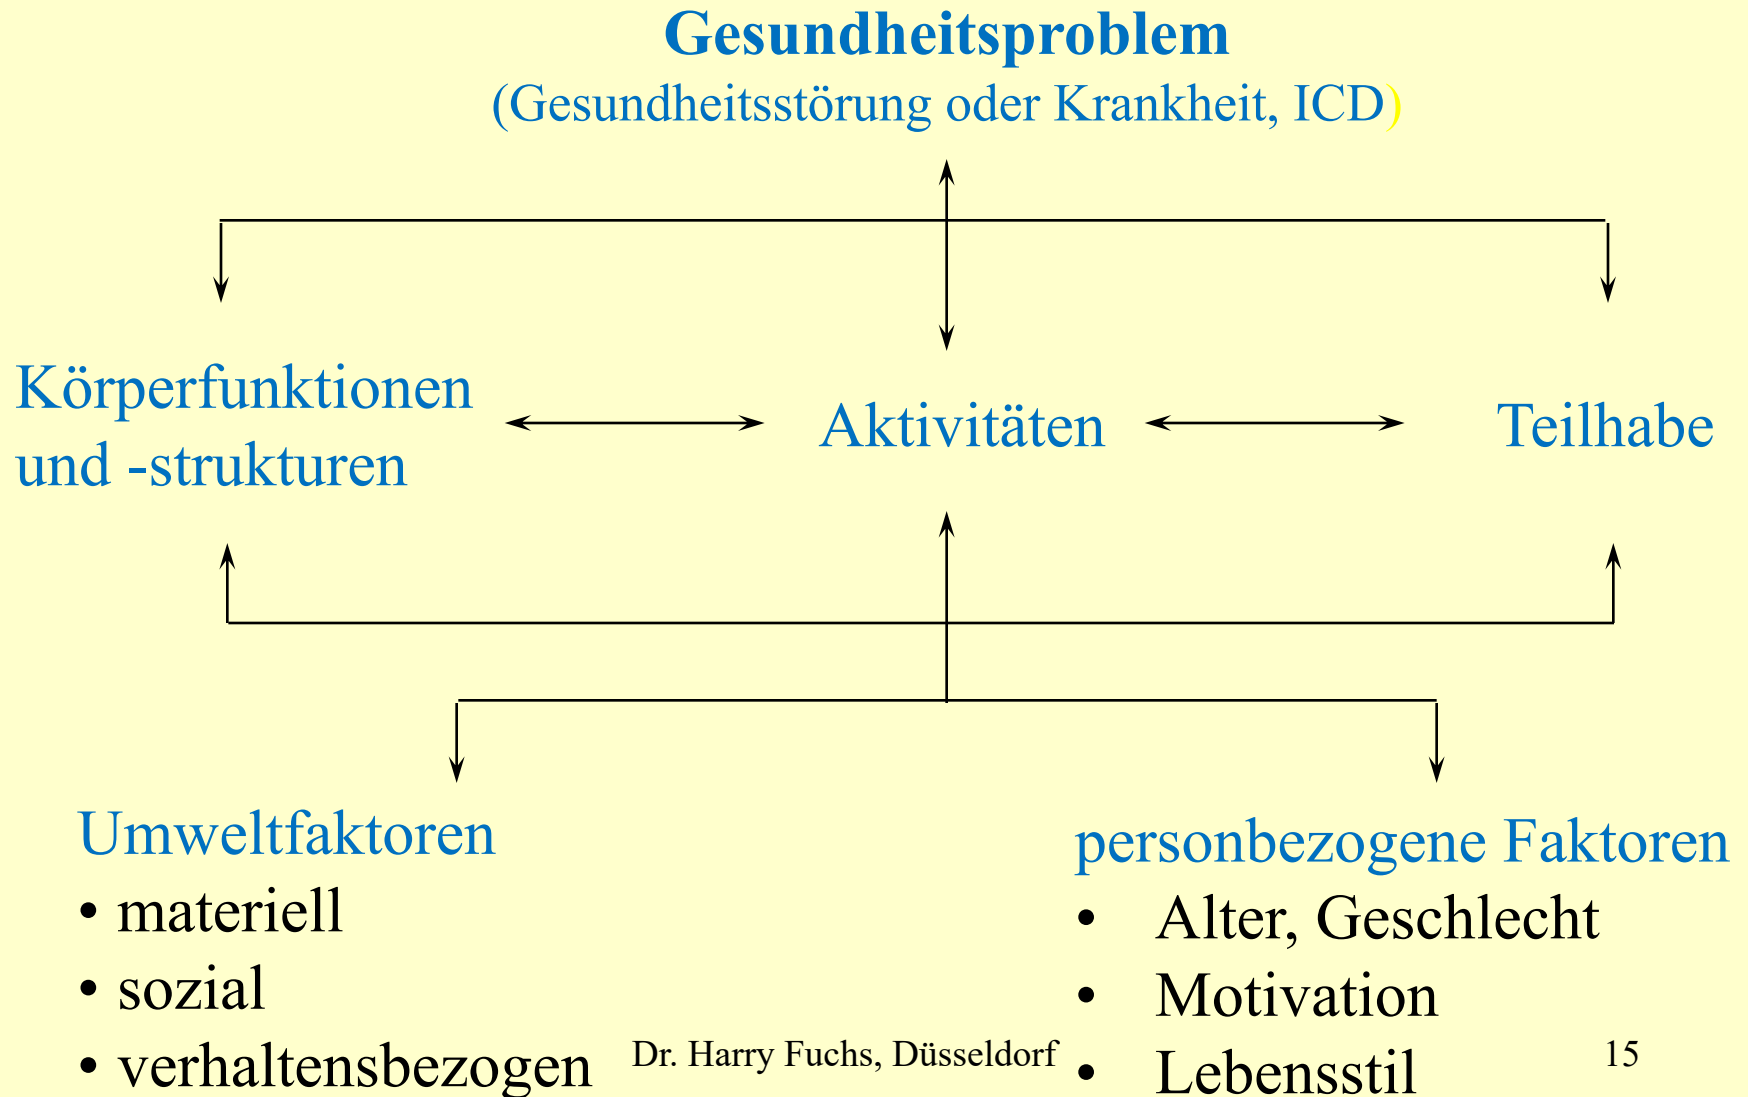 Gesundheitsproblem
(Gesundheitsstörung oder Krankheit, ICD)
Körperfunktionen
und -strukturen
Aktivitäten
Teilhabe
Umweltfaktoren
• materiell
• sozial
• verhaltensbezogen
personbezogene Faktoren
• Alter, Geschlecht
• Motivation
• Lebensstil
Dr. Harry Fuchs, Düsseldorf
15